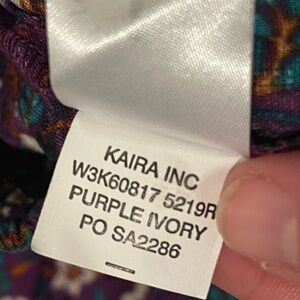 KAIRA INC
W3K60817 5219R
PURPLE IVORY
PO SA2286